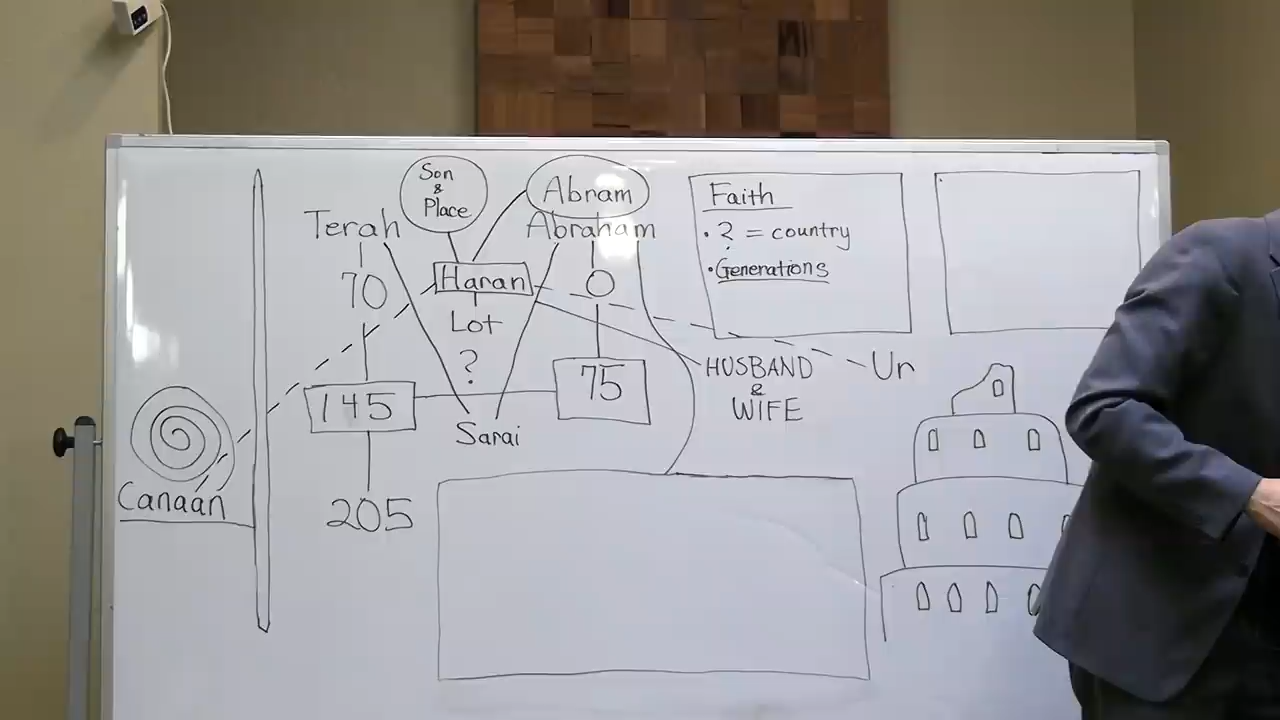 Son
&
Place
Abram
Terah
Abraham
70
Haran
0
Lot
?
145
75
Sarai
205
Canaan
Faith
• ? = country
• Generations
HUSBAND
&
WIFE
Ur